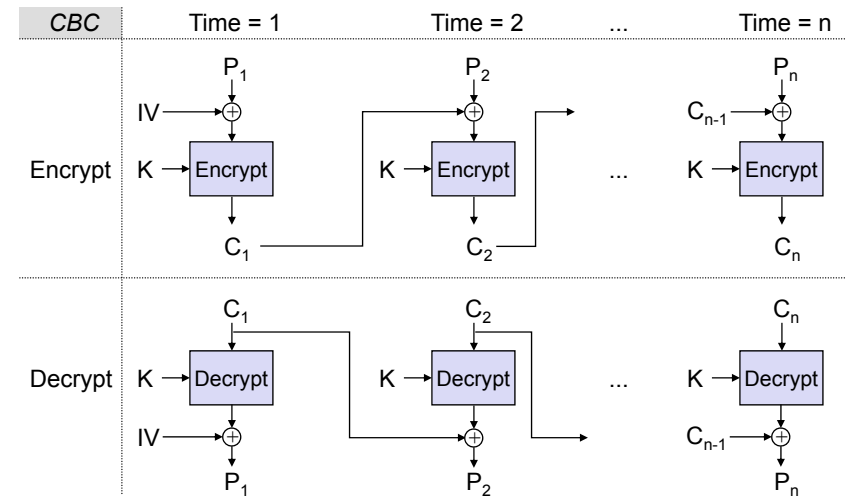 CBC Time = 1 Time = 2 ... Time = n
P1 P2 Pn
IV Cn-1
Encrypt K Encrypt K Encrypt ... K Encrypt
C1 C2 Cn
C1 C2 Cn
Decrypt K Decrypt K Decrypt ... K Decrypt
IV Cn-1
P1 P2 Pn